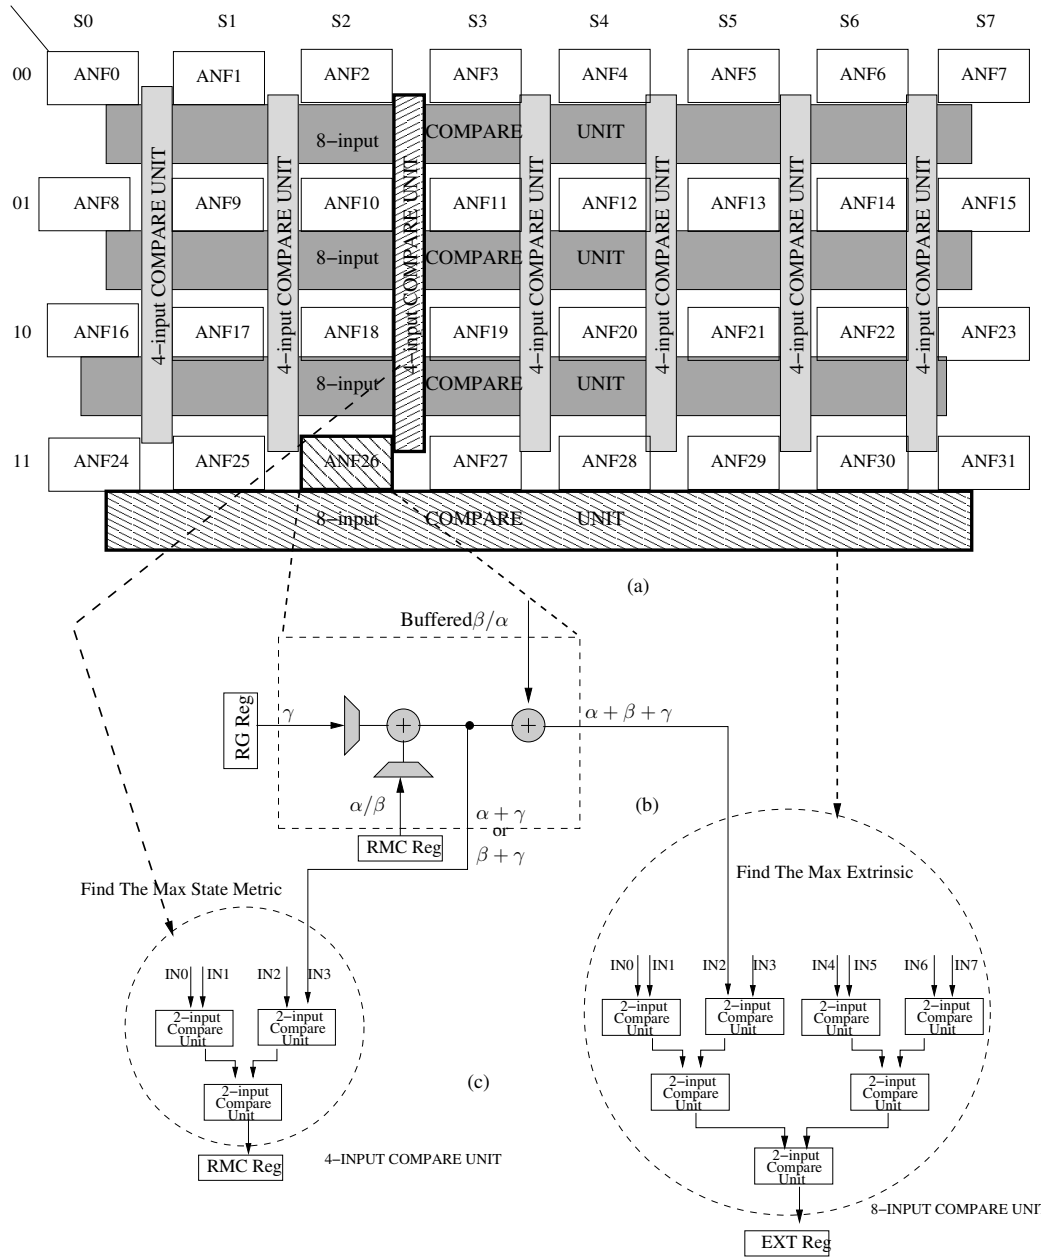 S0 S1 S2 S3 S4 S5 S6 S7
00 ANF0 ANF1 ANF2 ANF3 ANF4 ANF5 ANF6 ANF7
8−input COMPARE UNIT
01 ANF8 ANF9 ANF10 ANF11 ANF12 ANF13 ANF14 ANF15
8−input COMPARE UNIT
10 ANF16 ANF17 ANF18 ANF19 ANF20 ANF21 ANF22 ANF23
8−input COMPARE UNIT
11 ANF24 ANF25 ANF26 ANF27 ANF28 ANF29 ANF30 ANF31
8−input COMPARE UNIT
4−input COMPARE UNIT
4−input COMPARE UNIT
4−input COMPARE UNIT
4−input COMPARE UNIT
4−input COMPARE UNIT
4−input COMPARE UNIT
4−input COMPARE UNIT
(a)
Buffered β/α
RG Reg
γ
+
+
α + β + γ
α/β
RMC Reg
α + γ
or
β + γ
(b)
Find The Max State Metric
IN0 IN1 IN2 IN3
2−input Compare Unit
2−input Compare Unit
2−input Compare Unit
RMC Reg
4−INPUT COMPARE UNIT
(c)
Find The Max Extrinsic
IN0 IN1 IN2 IN3 IN4 IN5 IN6 IN7
2−input Compare Unit
2−input Compare Unit
2−input Compare Unit
2−input Compare Unit
2−input Compare Unit
2−input Compare Unit
2−input Compare Unit
EXT Reg
8−INPUT COMPARE UNI